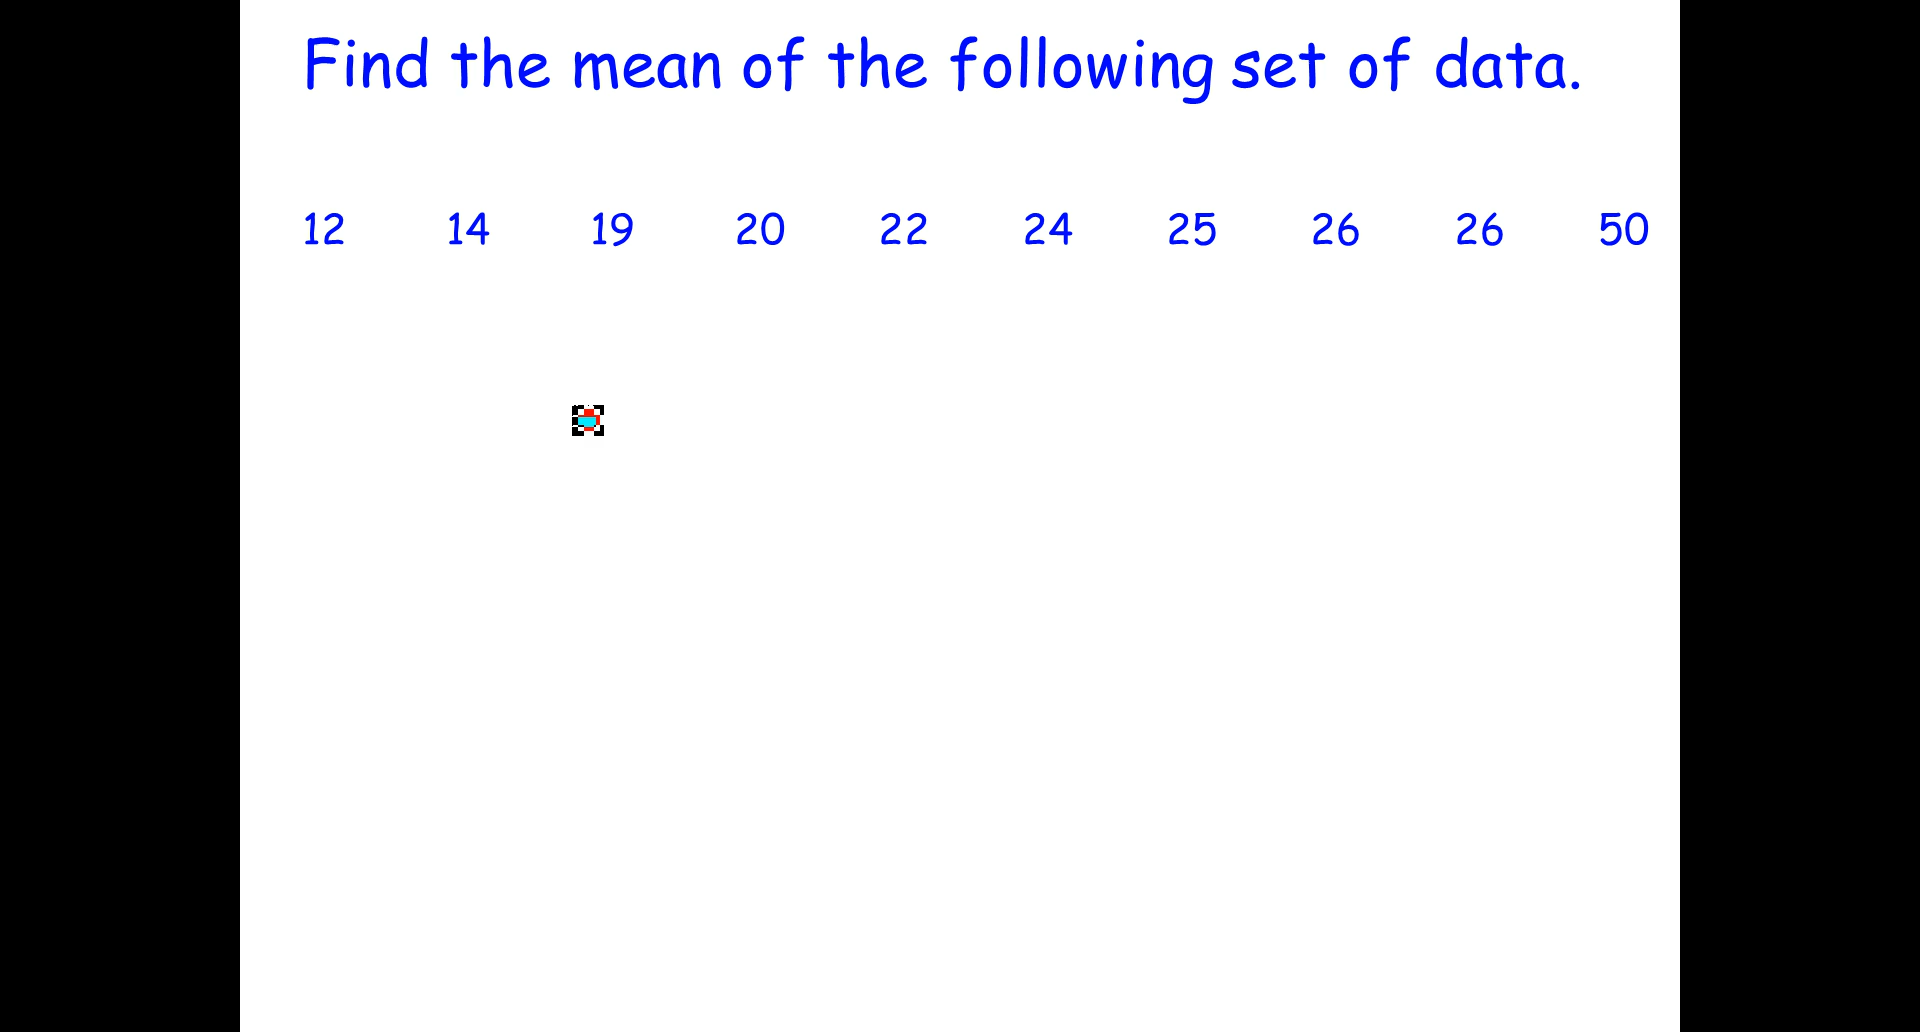 Find the mean of the following set of data.
12 14 19 20 22 24 25 26 26 50